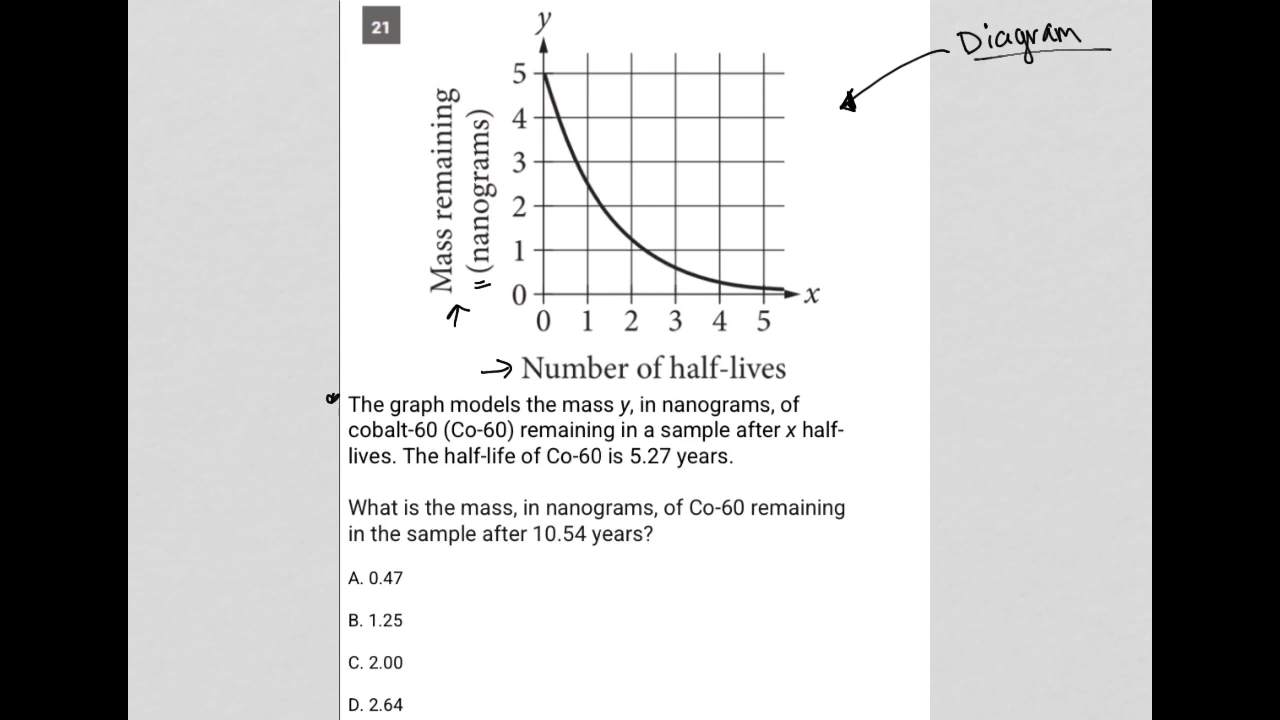 21
Diagram
y
5
4
3
2
1
0
Mass remaining
(nanograms)
x
0 1 2 3 4 5
Number of half-lives
The graph models the mass y, in nanograms, of
cobalt-60 (Co-60) remaining in a sample after x half-
lives. The half-life of Co-60 is 5.27 years.
What is the mass, in nanograms, of Co-60 remaining
in the sample after 10.54 years?
A. 0.47
B. 1.25
C. 2.00
D. 2.64